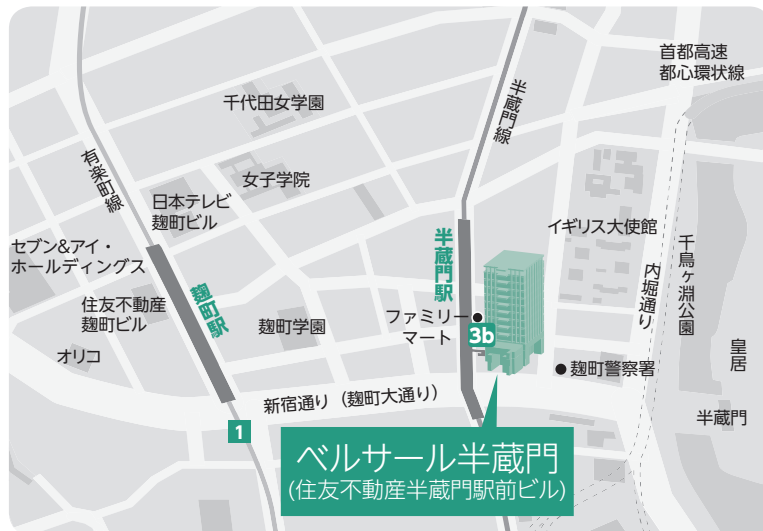 首都高速
都心環状線
千代田女学園
半蔵門線
有楽町線
女子学院
日本テレビ
麹町ビル
イギリス大使館
セブン&アイ・
ホールディングス
半蔵門駅
千鳥ヶ淵公園
内堀通り
麹町駅
住友不動産
麹町ビル
麹町学園
ファミリー
マート
3b
オリコ
皇居
麹町警察署
新宿通り（麹町大通り）
半蔵門
1
ベルサール半蔵門
(住友不動産半蔵門駅前ビル)